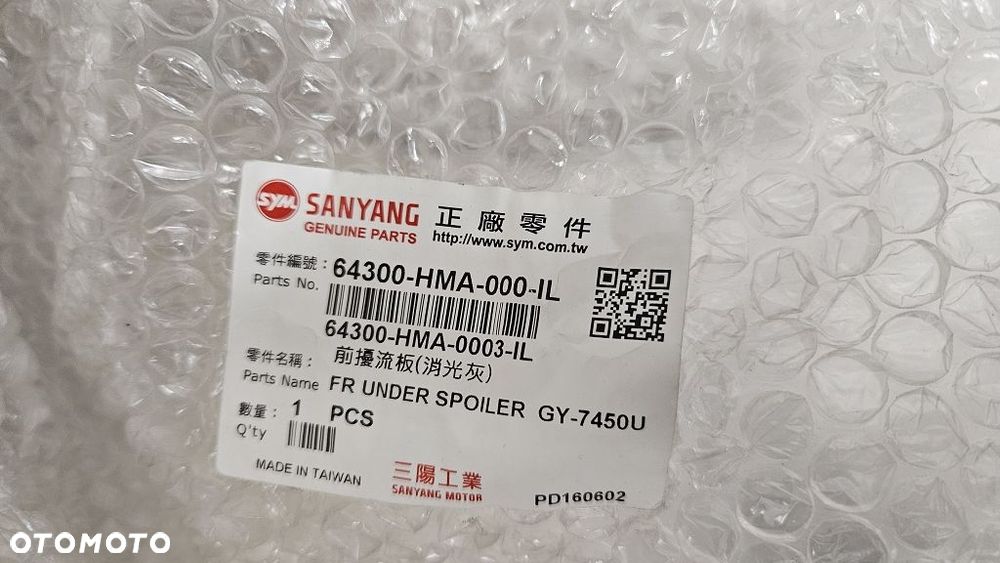 SYM SANYANG 正廠零件
GENUINE PARTS http://www.sym.com.tw
零件編號：64300-HMA-000-IL
Parts No.
64300-HMA-0003-IL
零件名稱： 前擾流板(消光灰)
Parts Name FR UNDER SPOILER GY-7450U
數量： 1 PCS
Q'ty
MADE IN TAIWAN 三陽工業
SANYANG MOTOR PD160602
OTOMOTO